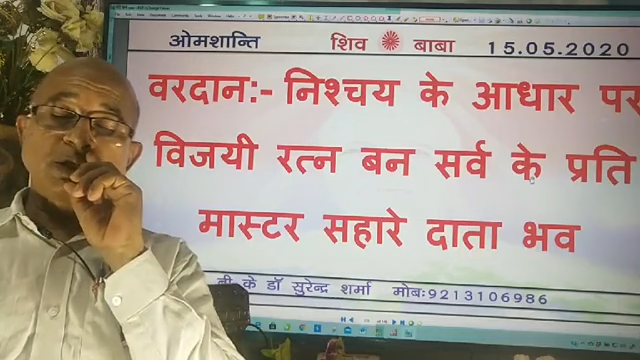 ओमशान्ति शिव बाबा 15.05.2020
वरदान:- निश्चय के आधार पर
विजयी रत्न बन सर्व के प्रति
मास्टर सहारे दाता भव
बी के डॉ सुरेन्द्र शर्मा मोबः9213106986